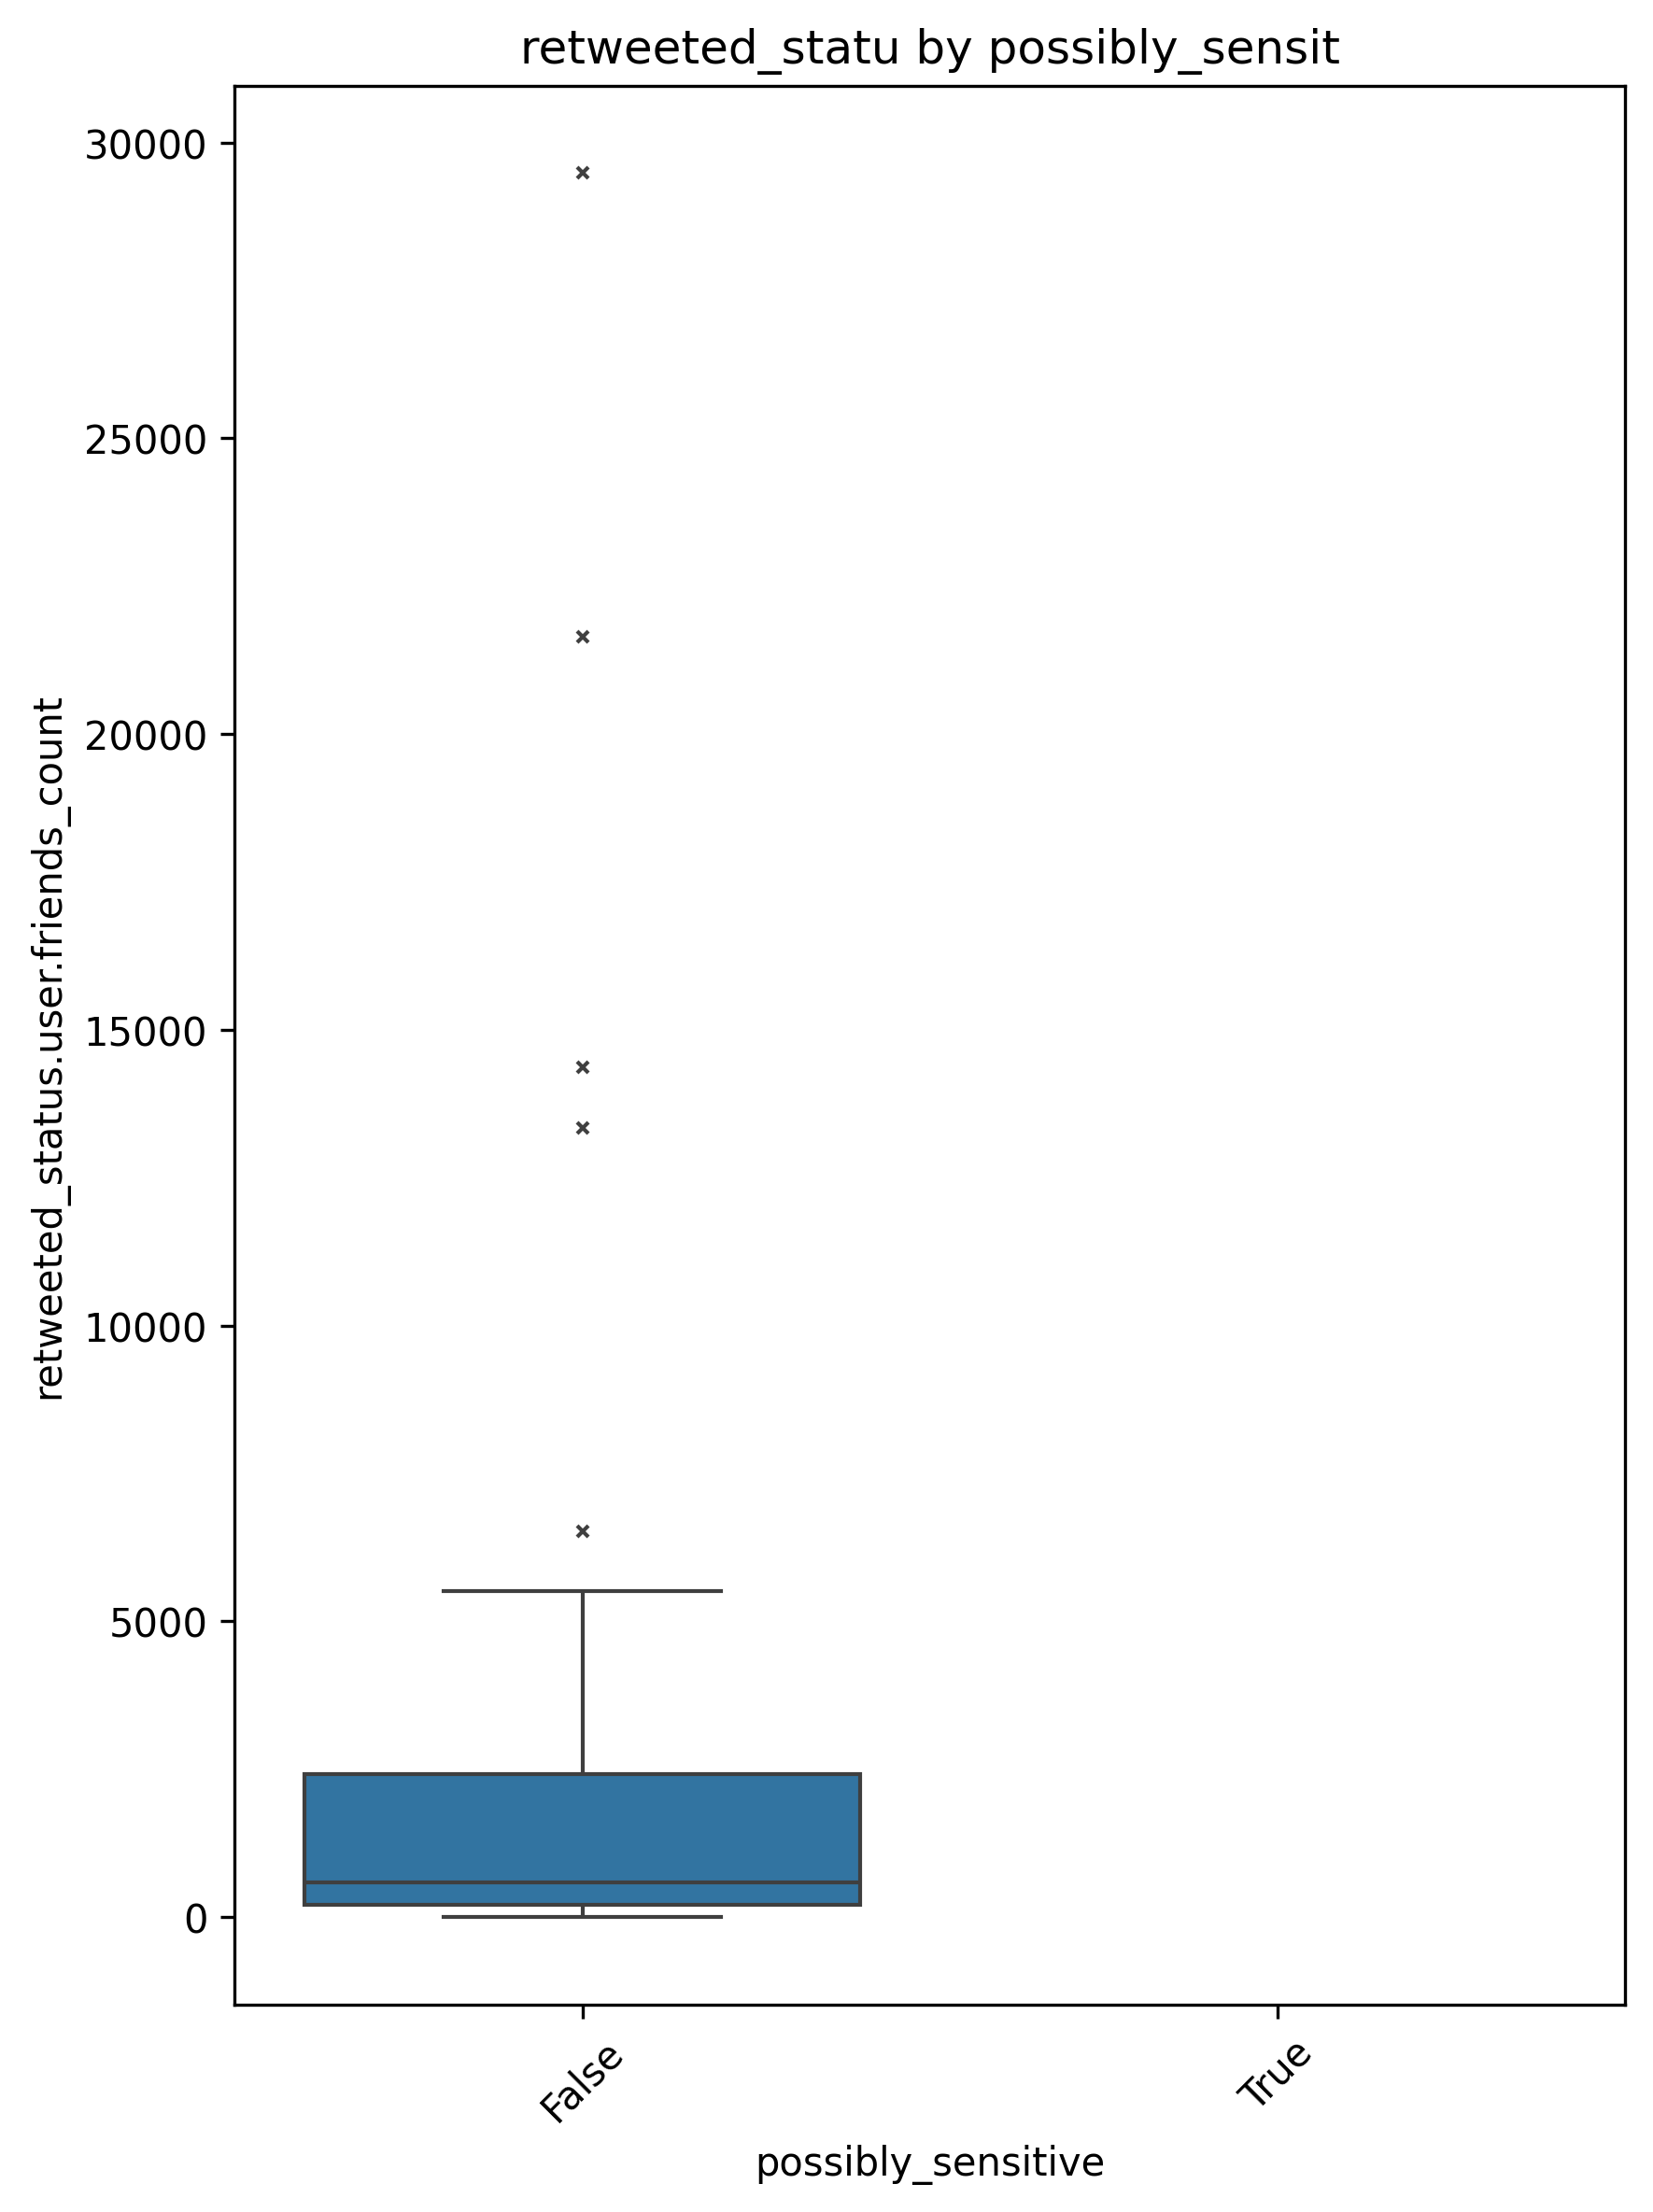 retweeted_statu by possibly_sensit
30000
25000
20000
15000
10000
5000
0
retweeted_status.user.friends_count
False
True
possibly_sensitive